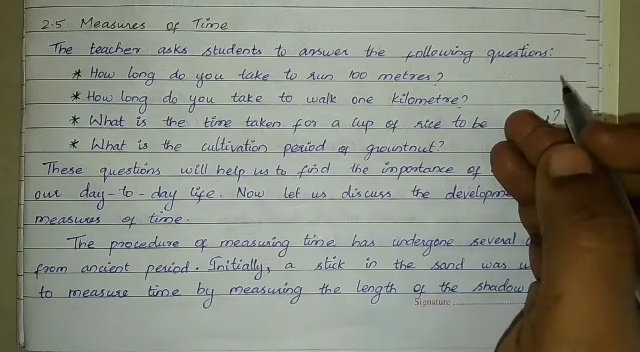 2.5 Measures of Time
The teacher asks students to answer the following questions:
* How long do you take to run 100 metres?
* How long do you take to walk one kilometre?
* What is the time taken for a cup of rice to be
* What is the cultivation period of grountnut?
These questions will help us to find the importance of
our day-to-day life. Now let us discuss the
measures of time.
The procedure of measuring time has undergone several
from ancient period. Initially, a stick in the sand was
to measure time by measuring the length of the shadow
Signature